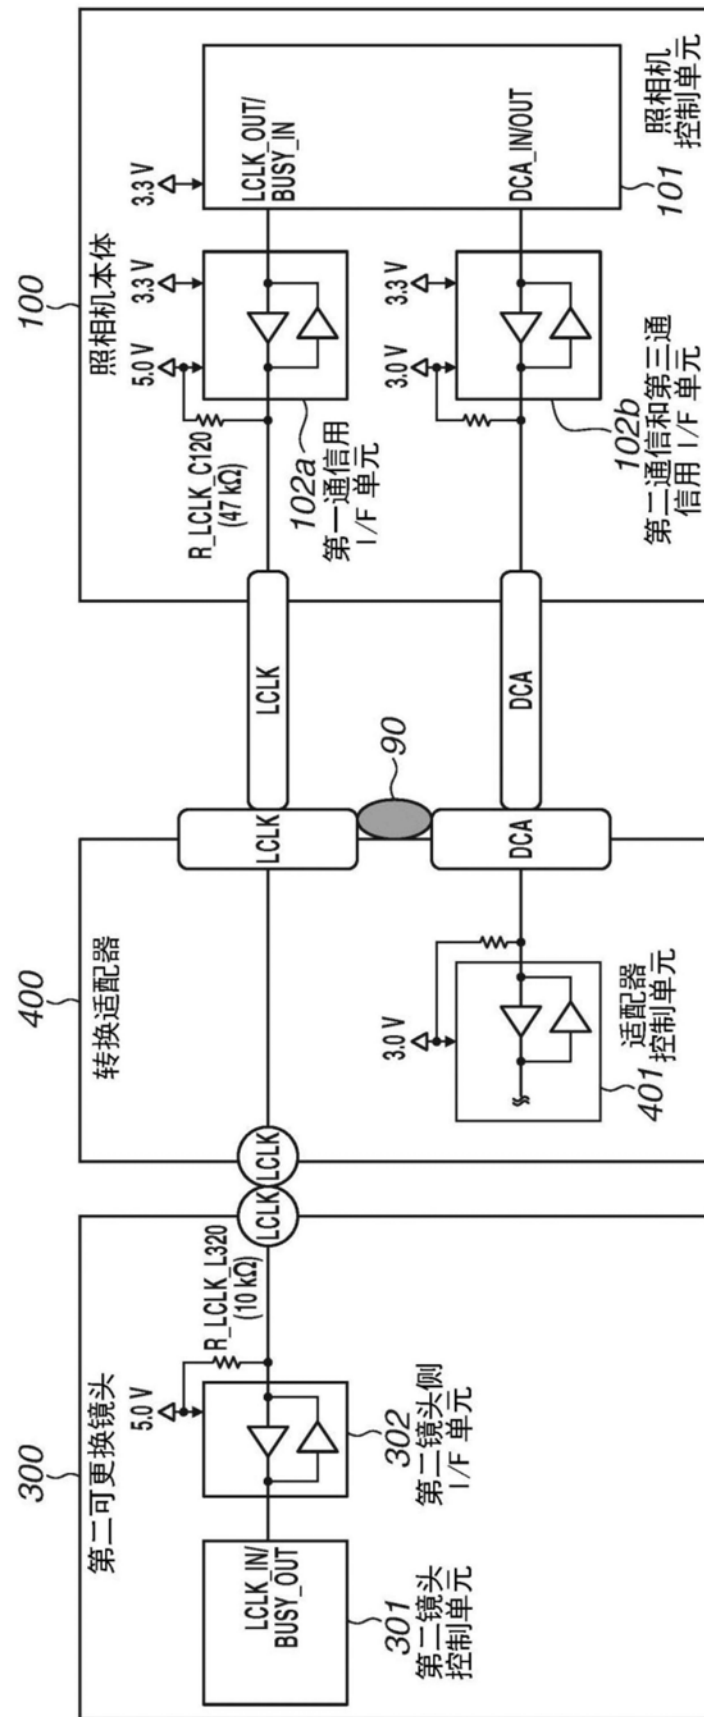 300
第二可更换镜头
5.0 V
R_LCLK_L320
(10 kΩ)
LCLK_IN/
BUSY_OUT
301
第二镜头
控制单元
302
第二镜头侧
I/F 单元
LCLK
400
转换适配器
LCLK
LCLK
90
DCA
3.0 V
401
适配器
控制单元
LCLK
DCA
100
照相机本体
R_LCLK_C120
(47 kΩ)
5.0 V
3.3 V
3.3 V
102a
第一通信用
I/F 单元
LCLK_OUT/
BUSY_IN
3.0 V
3.3 V
DCA_IN/OUT
102b
第二通信和第三通
信用 I/F 单元
101
照相机
控制单元